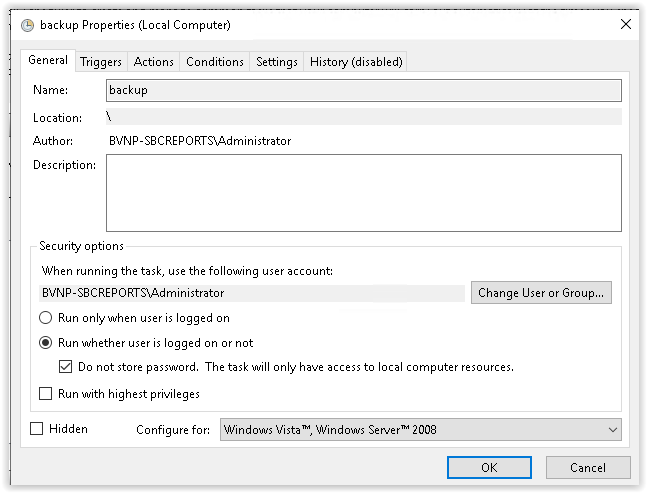 backup Properties (Local Computer)
General Triggers Actions Conditions Settings History (disabled)
Name: backup
Location: \
Author: BVNP-SBCREPORTS\Administrator
Description:
Security options
When running the task, use the following user account:
BVNP-SBCREPORTS\Administrator Change User or Group...
Run only when user is logged on
Run whether user is logged on or not
Do not store password. The task will only have access to local computer resources.
Run with highest privileges
Hidden Configure for: Windows Vista™, Windows Server™ 2008
OK Cancel